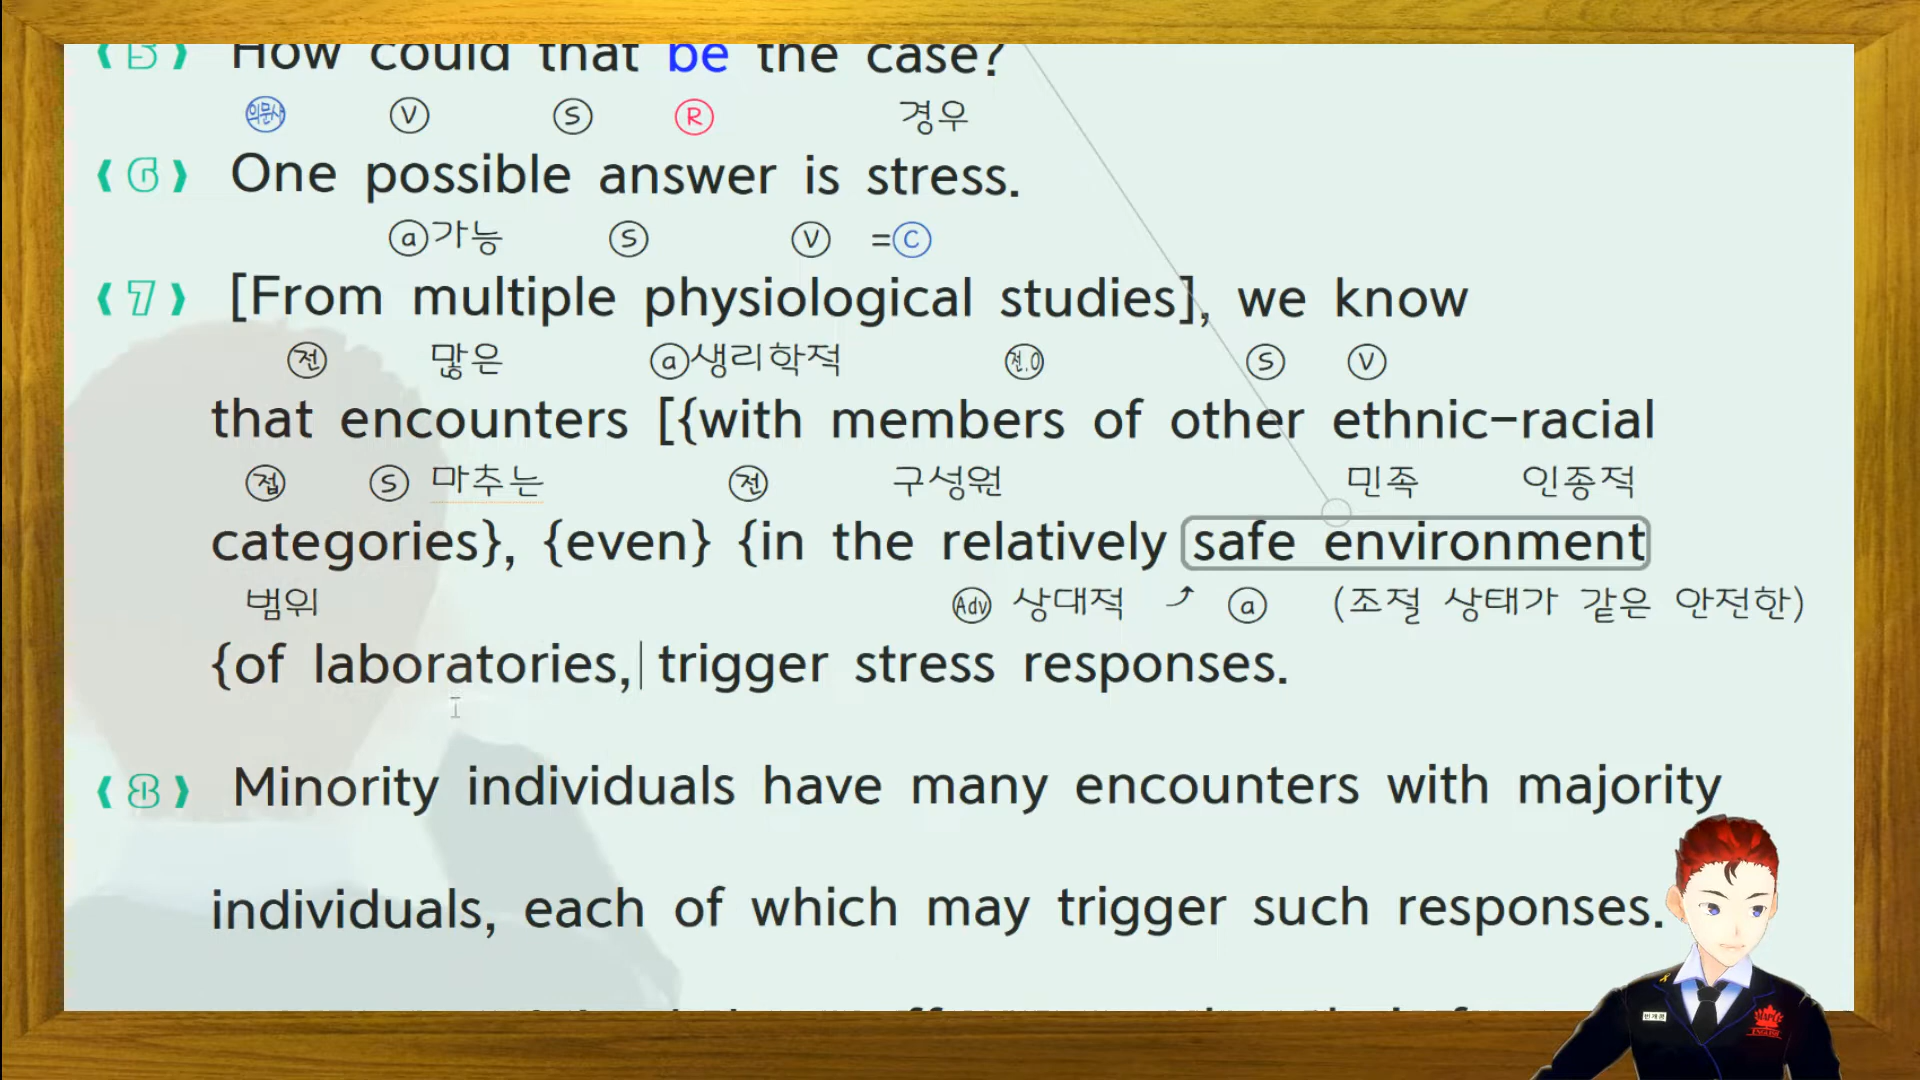 ❪5❫ How could that be the case?
의문사 V S R 경우
❪6❫ One possible answer is stress.
a가능 S V =C
❪7❫ [From multiple physiological studies], we know
전 많은 a생리학적 전.O S V
that encounters [{with members of other ethnic-racial
접 S 마추는 전 구성원 민족 인종적
categories}, {even} {in the relatively safe environment
범위 Adv 상대적 a (조절 상태가 같은 안전한)
{of laboratories, trigger stress responses.
❪8❫ Minority individuals have many encounters with majority
individuals, each of which may trigger such responses.